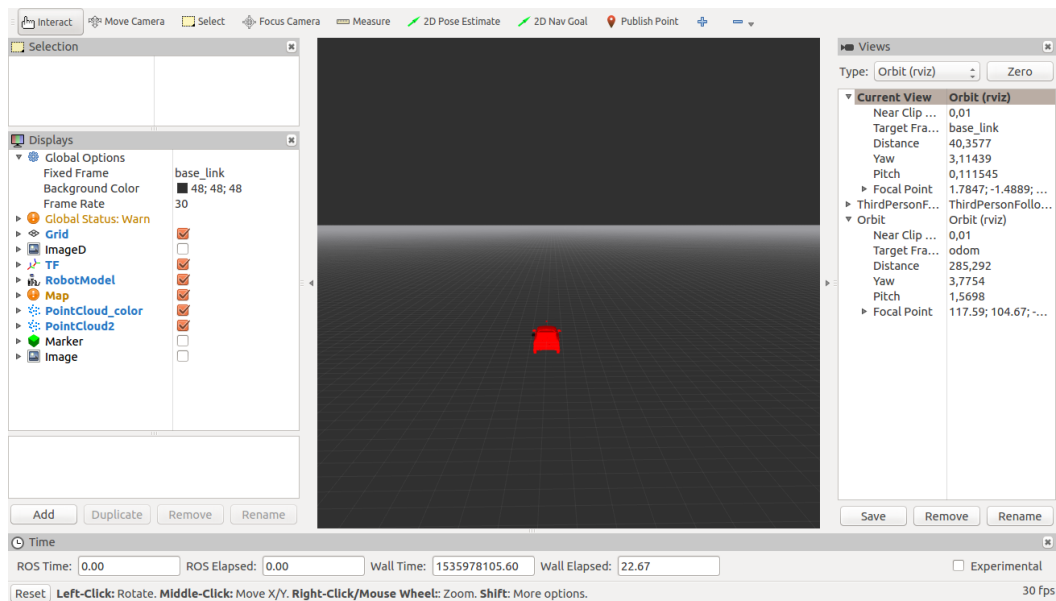 Interact Move Camera Select Focus Camera Measure 2D Pose Estimate 2D Nav Goal Publish Point
Selection
Displays
Global Options
Fixed Frame base_link
Background Color 48; 48; 48
Frame Rate 30
Global Status: Warn
Grid
ImageD
TF
RobotModel
Map
PointCloud_color
PointCloud2
Marker
Image
Add Duplicate Remove Rename
Views
Type: Orbit (rviz) Zero
Current View Orbit (rviz)
Near Clip ... 0,01
Target Fra... base_link
Distance 40,3577
Yaw 3,11439
Pitch 0,111545
Focal Point 1.7847; -1.4889; ...
ThirdPersonF... ThirdPersonFollo...
Orbit Orbit (rviz)
Near Clip ... 0,01
Target Fra... odom
Distance 285,292
Yaw 3,7754
Pitch 1,5698
Focal Point 117.59; 104.67; -...
Save Remove Rename
Time
ROS Time: 0.00 ROS Elapsed: 0.00 Wall Time: 1535978105.60 Wall Elapsed: 22.67 Experimental
Reset Left-Click: Rotate. Middle-Click: Move X/Y. Right-Click/Mouse Wheel:: Zoom. Shift: More options. 30 fps